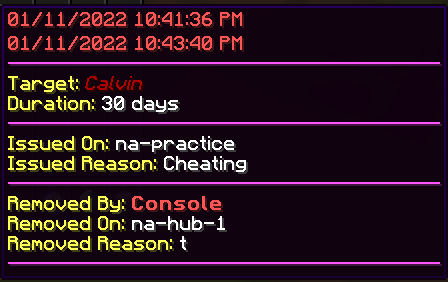 01/11/2022 10:41:36 PM
01/11/2022 10:43:40 PM
Target: Calvin
Duration: 30 days
Issued On: na-practice
Issued Reason: Cheating
Removed By: Console
Removed On: na-hub-1
Removed Reason: t